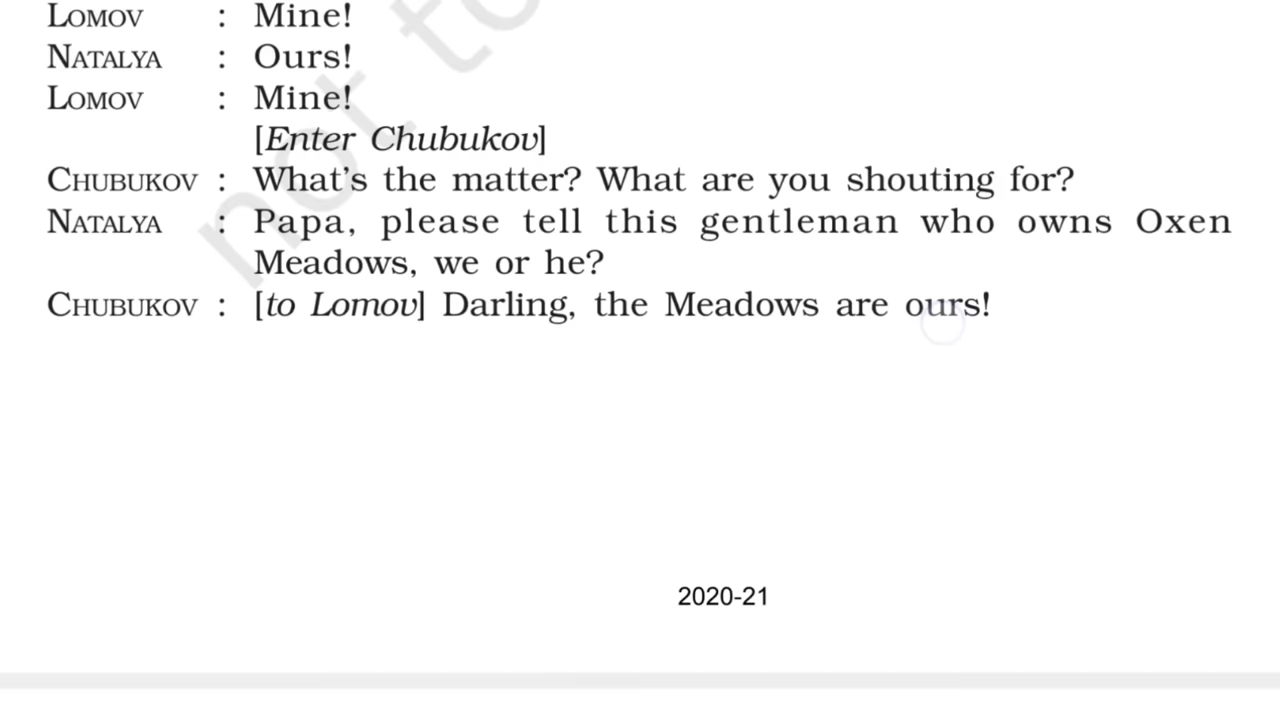 LOMOV : Mine!
NATALYA : Ours!
LOMOV : Mine!
[Enter Chubukov]
CHUBUKOV : What's the matter? What are you shouting for?
NATALYA : Papa, please tell this gentleman who owns Oxen
Meadows, we or he?
CHUBUKOV : [to Lomov] Darling, the Meadows are ours!
not to
2020-21